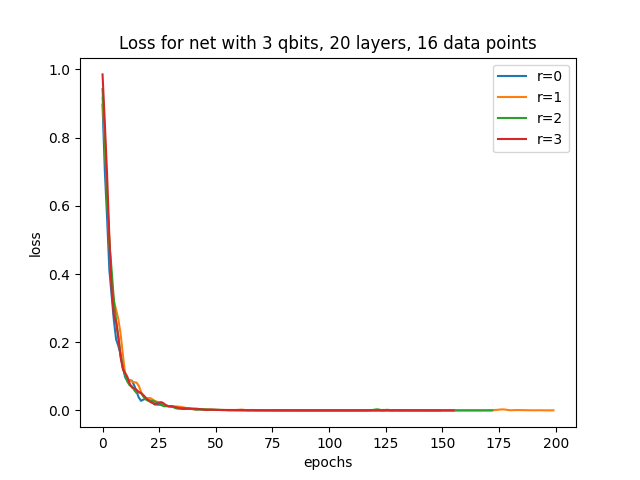 Loss for net with 3 qbits, 20 layers, 16 data points
1.0
0.8
0.6
0.4
0.2
0.0
loss
r=0
r=1
r=2
r=3
0 25 50 75 100 125 150 175 200
epochs